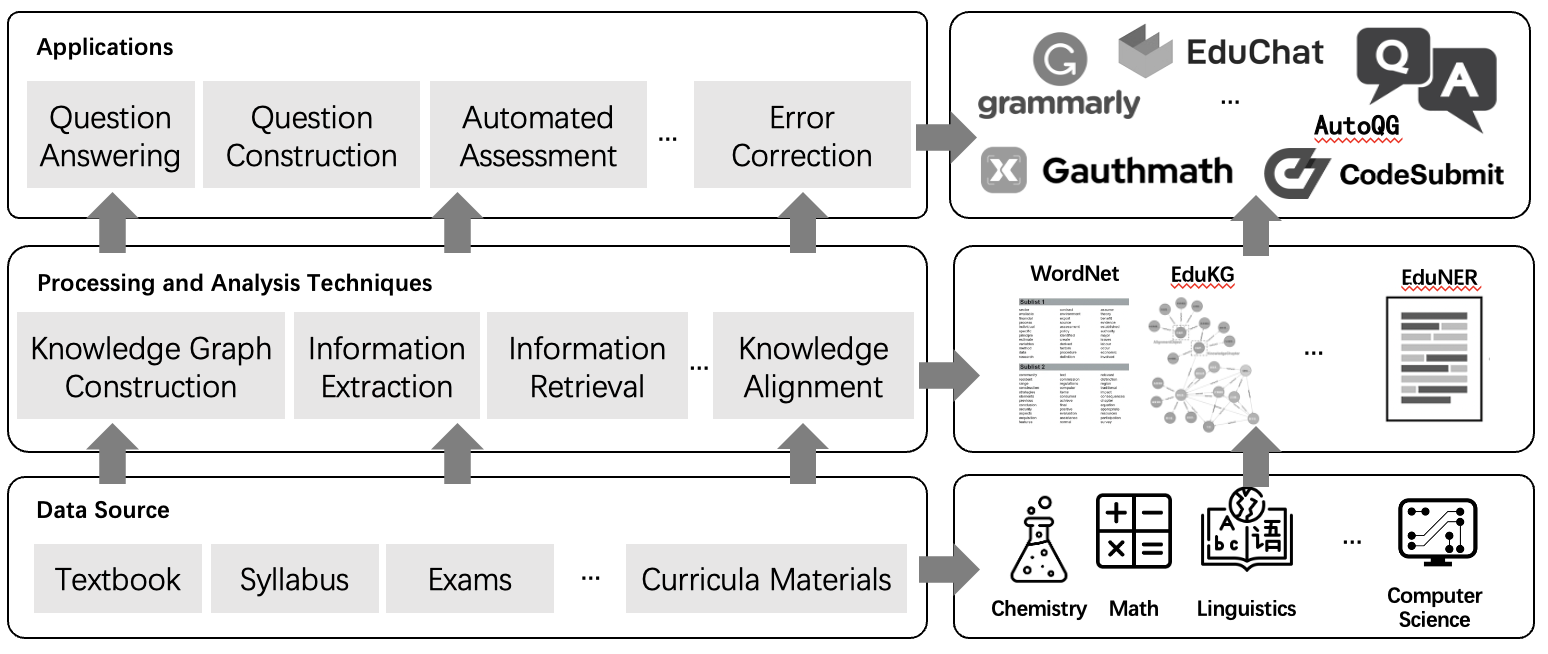 Applications
Question
Answering
Question
Construction
Automated
Assessment
...
Error
Correction
grammarly
EduChat
...
Q
A
AutoQG
Gauthmath
CodeSubmit
Processing and Analysis Techniques
Knowledge Graph
Construction
Information
Extraction
Information
Retrieval
...
Knowledge
Alignment
WordNet
Sublist 1
Sublist 2
EduKG
...
EduNER
Data Source
Textbook
Syllabus
Exams
...
Curricula Materials
A
bc
语
Chemistry
Math
Linguistics
...
Computer
Science